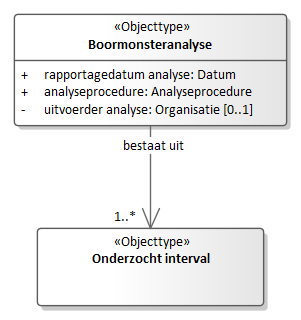 «Objecttype»
Boormonsteranalyse
+ rapportagedatum analyse: Datum
+ analyseprocedure: Analyseprocedure
- uitvoerder analyse: Organisatie [0..1]
bestaat uit
1..*
«Objecttype»
Onderzocht interval